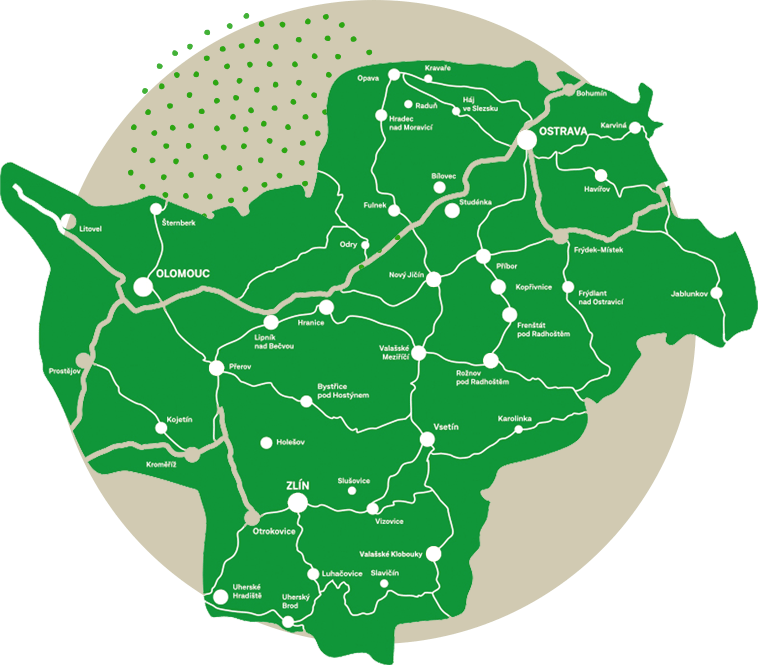 Kravaře
Opava
Bohumín
Raduň
Háj
ve Slezsku
Hradec
nad Moravicí
OSTRAVA
Karviná
Bílovec
Havířov
Studénka
Fulnek
Šternberk
Litovel
Odry
Frýdek-Místek
Příbor
OLOMOUC
Nový Jičín
Kopřivnice
Frýdlant
nad Ostravicí
Jablunkov
Hranice
Frenštát
pod Radhoštěm
Lipník
nad Bečvou
Valašské
Meziříčí
Prostějov
Přerov
Rožnov
pod Radhoštěm
Bystřice
pod Hostýnem
Kojetín
Karolinka
Vsetín
Holešov
Kroměříž
Slušovice
ZLÍN
Vizovice
Otrokovice
Valašské Klobouky
Luhačovice
Slavičín
Uherské
Hradiště
Uherský
Brod